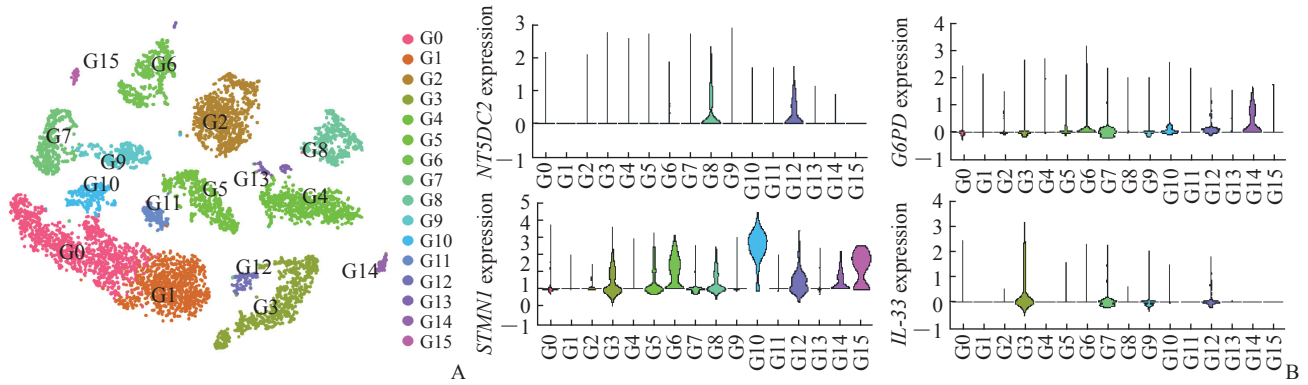 G15
G6
G7
G2
G9
G8
G10
G13
G5
G11
G4
G0
G14
G12
G1
G3
G0
G1
G2
G3
G4
G5
G6
G7
G8
G9
G10
G11
G12
G13
G14
G15
A
NT5DC2 expression
3
2
1
0
−1
G0 G1 G2 G3 G4 G5 G6 G7 G8 G9 G10 G11 G12 G13 G14 G15
STMN1 expression
5
4
3
2
1
−1
G0 G1 G2 G3 G4 G5 G6 G7 G8 G9 G10 G11 G12 G13 G14 G15
G6PD expression
4
3
2
1
0
−1
G0 G1 G2 G3 G4 G5 G6 G7 G8 G9 G10 G11 G12 G13 G14 G15
IL-33 expression
4
3
2
1
0
−1
G0 G1 G2 G3 G4 G5 G6 G7 G8 G9 G10 G11 G12 G13 G14 G15
B